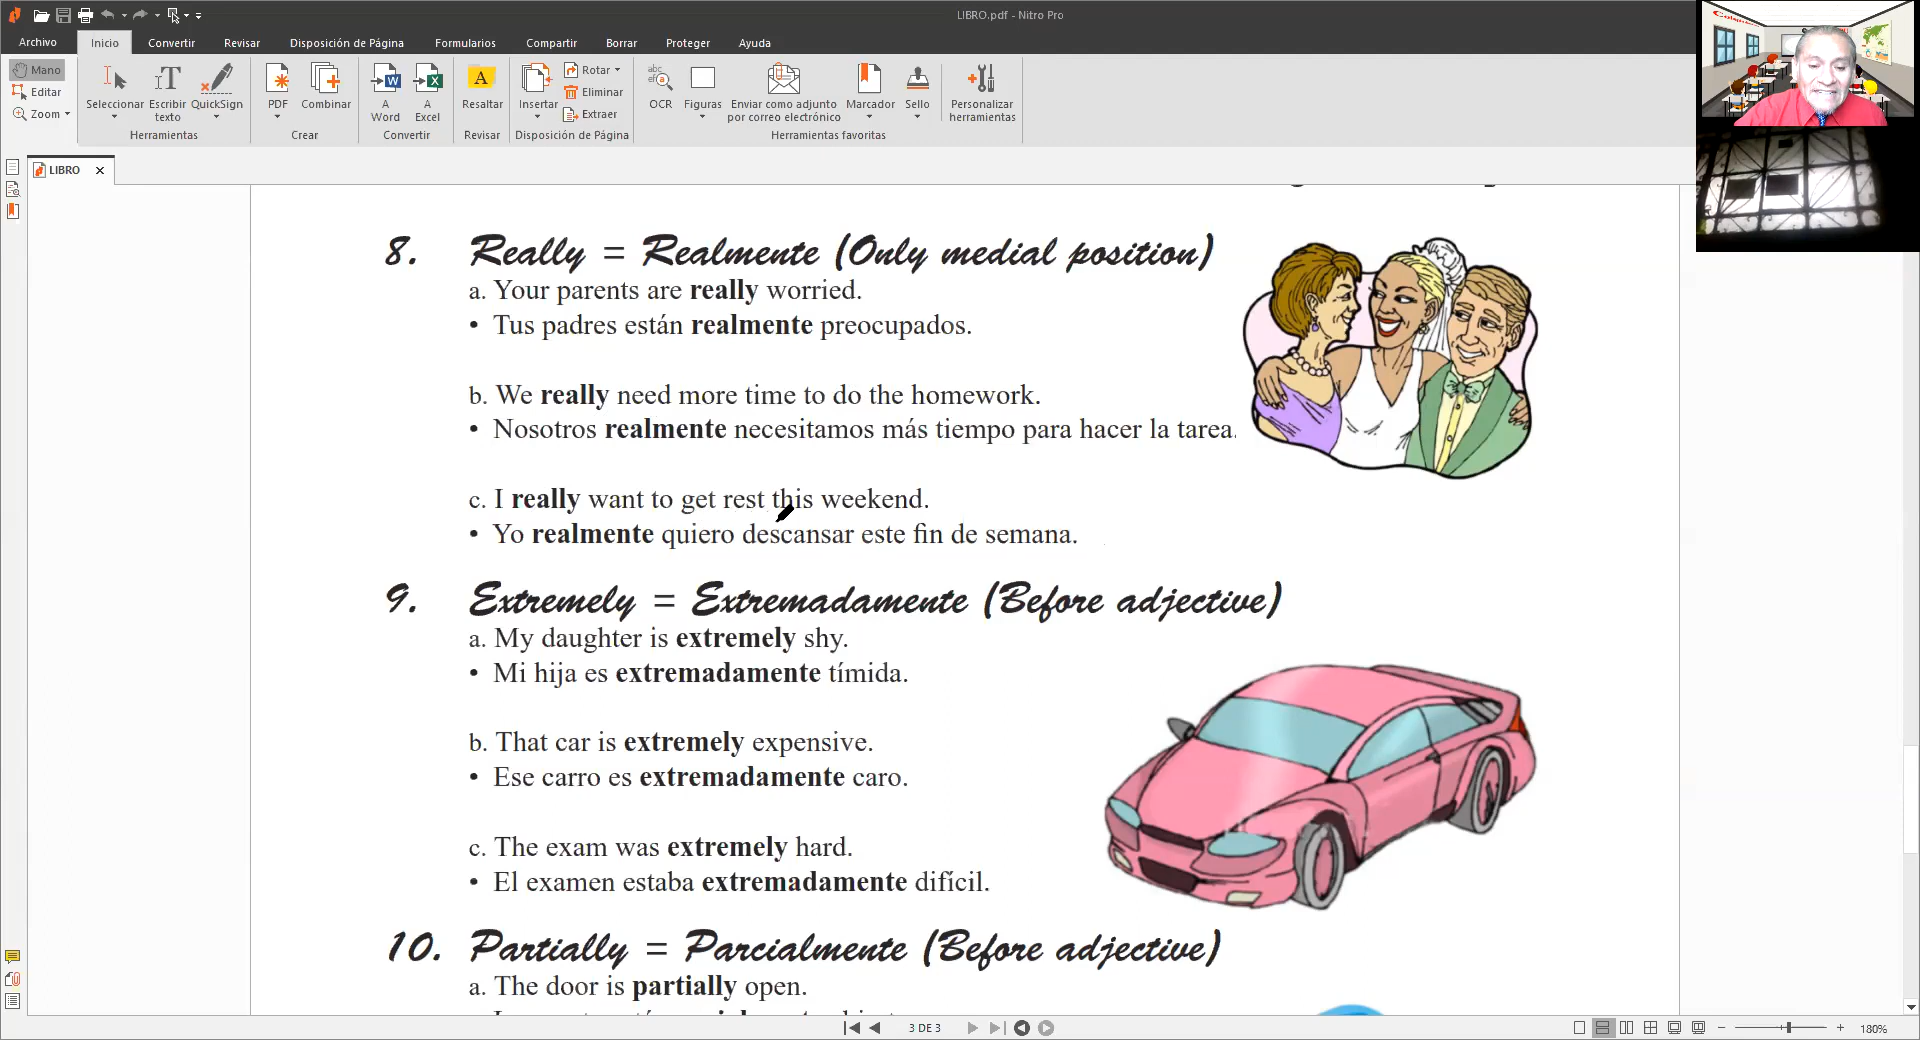 LIBRO.pdf - Nitro Pro
Archivo Inicio Convertir Revisar Disposición de Página Formularios Compartir Borrar Proteger Ayuda
Mano
Editar
Zoom
Seleccionar
Escribir texto
QuickSign
Herramientas
PDF
Combinar
Crear
A Word
A Excel
Convertir
Resaltar
Revisar
Insertar
Rotar
Eliminar
Extraer
Disposición de Página
OCR
Figuras
Enviar como adjunto por correo electrónico
Marcador
Sello
Herramientas favoritas
Personalizar herramientas
LIBRO
8. Really = Realmente (Only medial position)
a. Your parents are really worried.
• Tus padres están realmente preocupados.
b. We really need more time to do the homework.
• Nosotros realmente necesitamos más tiempo para hacer la tarea.
c. I really want to get rest this weekend.
• Yo realmente quiero descansar este fin de semana.
9. Extremely = Extremadamente (Before adjective)
a. My daughter is extremely shy.
• Mi hija es extremadamente tímida.
b. That car is extremely expensive.
• Ese carro es extremadamente caro.
c. The exam was extremely hard.
• El examen estaba extremadamente difícil.
10. Partially = Parcialmente (Before adjective)
a. The door is partially open.
3 DE 3
180%